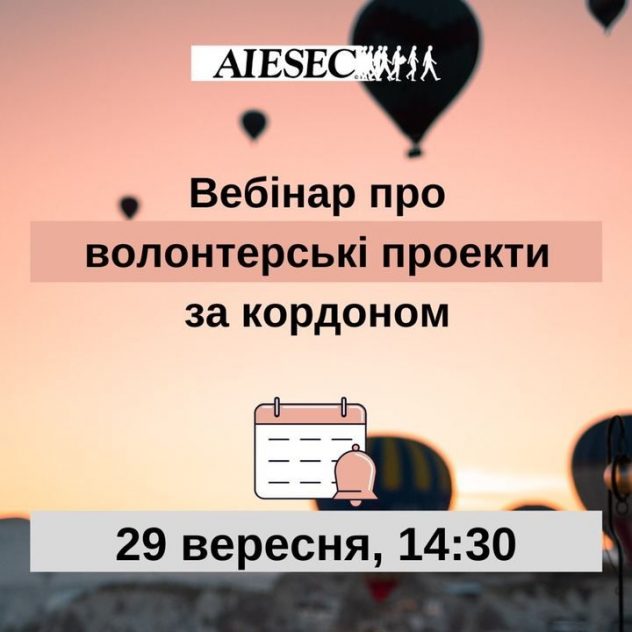 AIESEC
Вебінар про
волонтерські проекти
за кордоном
29 вересня, 14:30